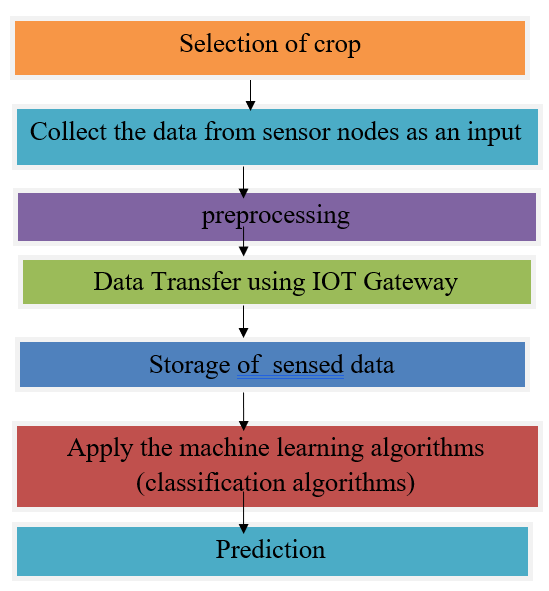 Selection of crop
Collect the data from sensor nodes as an input
preprocessing
Data Transfer using IOT Gateway
Storage of  sensed data
Apply the machine learning algorithms
(classification algorithms)
Prediction